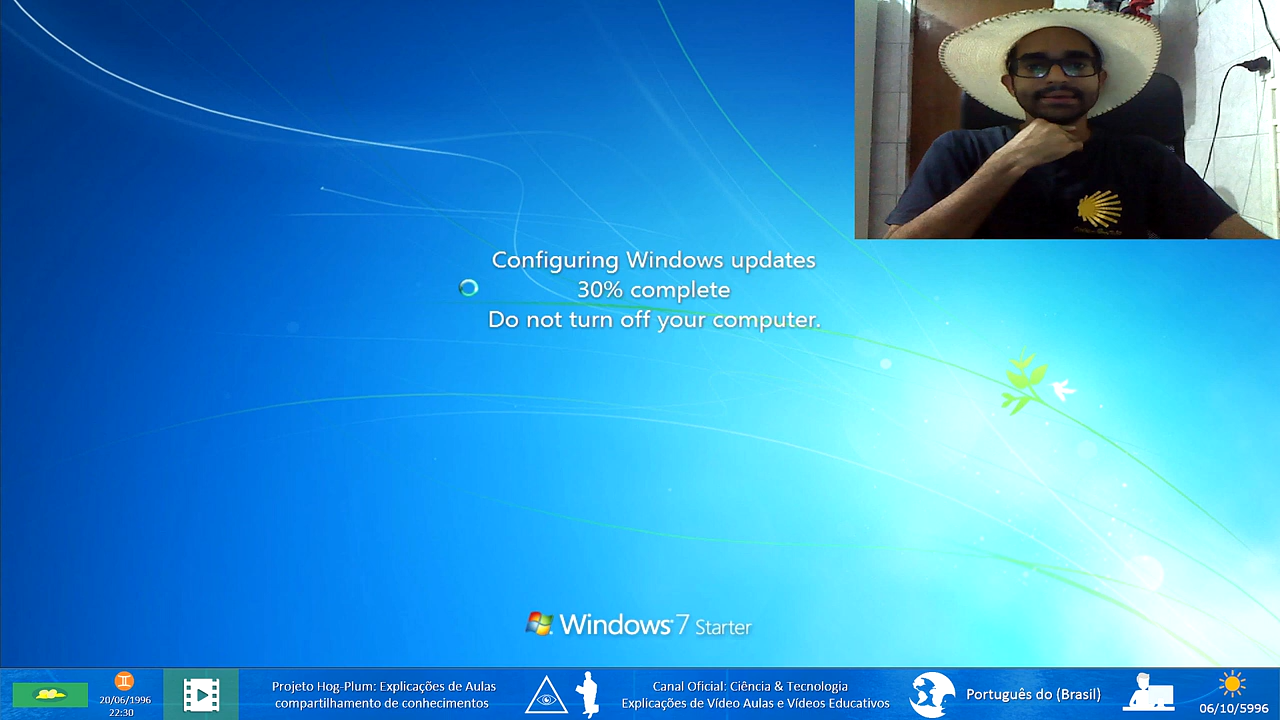 Configuring Windows updates
30% complete
Do not turn off your computer.
Windows 7 Starter
20/06/1996
22:30
Projeto Hog-Plum: Explicações de Aulas
compartilhamento de conhecimentos
Canal Oficial: Ciência & Tecnologia
Explicações de Vídeo Aulas e Vídeos Educativos
Português do (Brasil)
06/10/5996